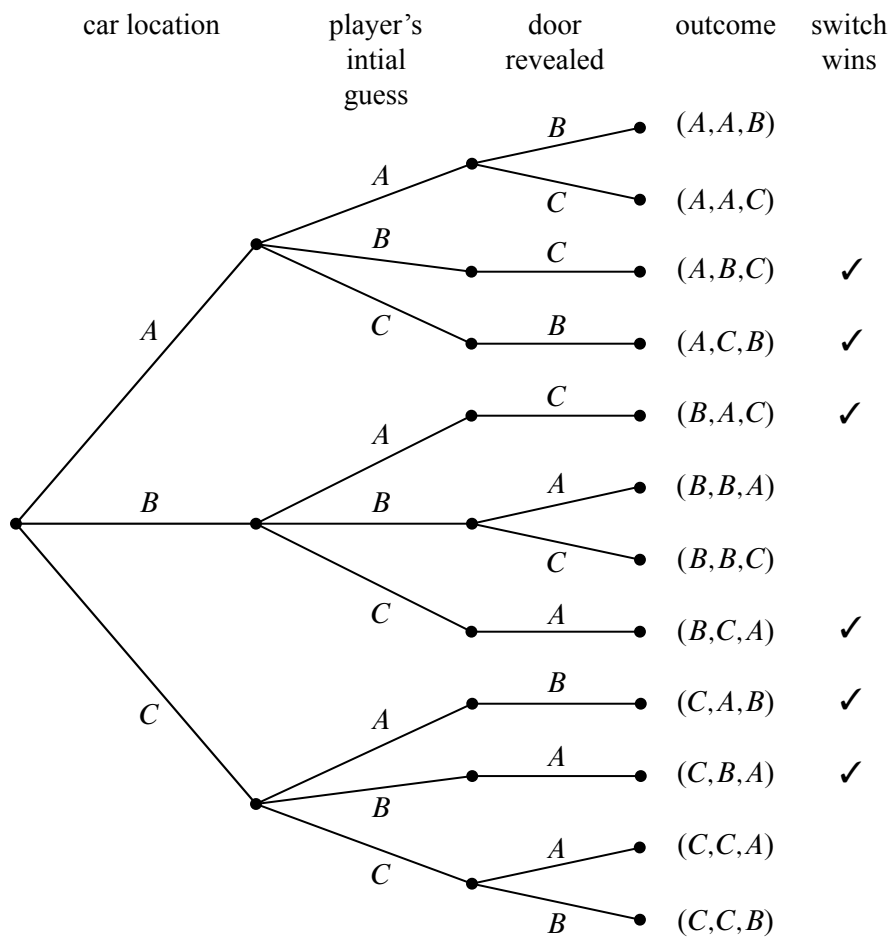 car location
player’s
intial
guess
door
revealed
outcome
switch
wins
B
(A,A,B)
A
C
(A,A,C)
B
C
(A,B,C)
✓
A
C
B
(A,C,B)
✓
C
(B,A,C)
✓
A
B
B
A
(B,B,A)
C
(B,B,C)
C
A
(B,C,A)
✓
C
A
B
(C,A,B)
✓
B
A
(C,B,A)
✓
C
A
(C,C,A)
B
(C,C,B)